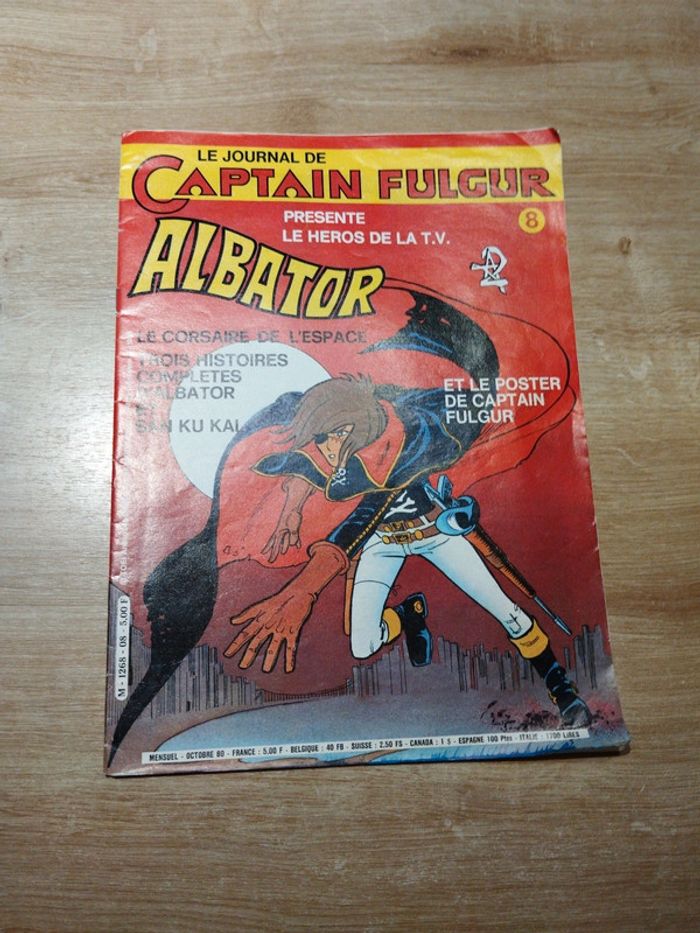 LE JOURNAL DE
CAPTAIN FULGUR
8
PRESENTE
LE HEROS DE LA T.V.
ALBATOR
LE CORSAIRE DE L'ESPACE
TROIS HISTOIRES
COMPLETES
D'ALBATOR
SAN KU KAI
ET LE POSTER
DE CAPTAIN
FULGUR
M - 1268 - 08 - 5,00 F
MENSUEL - OCTOBRE 80 - FRANCE : 5,00 F - BELGIQUE : 40 FB - SUISSE : 2,50 FS - CANADA : 1 $ - ESPAGNE 100 Ptes - ITALIE : 1700 LIRES